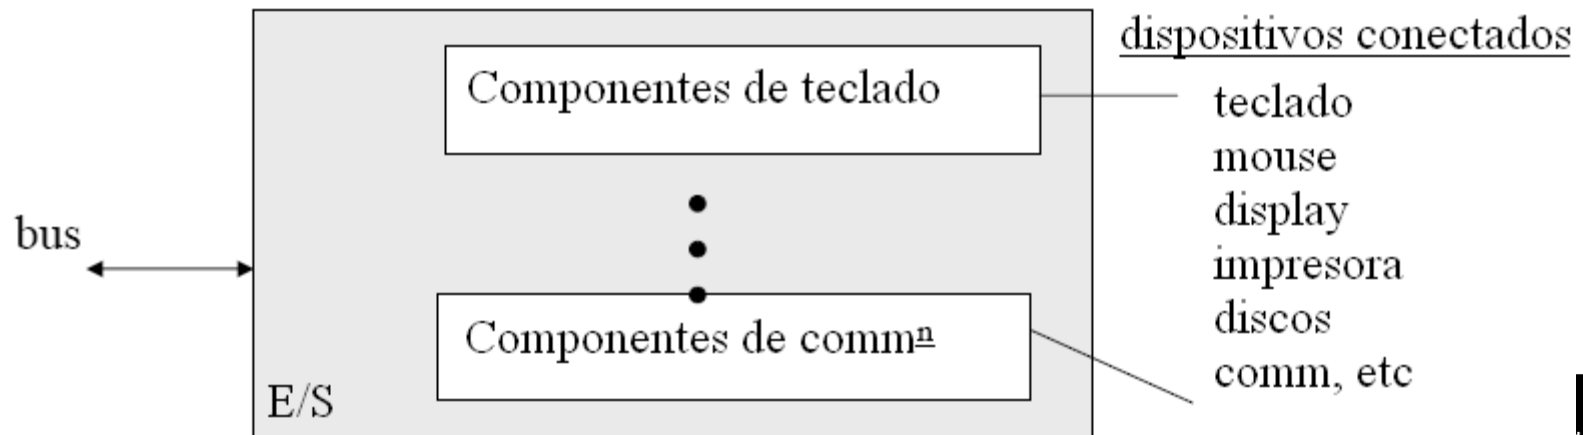 dispositivos conectados
Componentes de teclado
teclado
mouse
display
bus
impresora
discos
Componentes de commⁿ
comm, etc
E/S